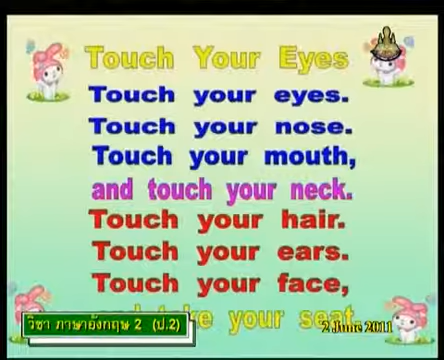 Touch Your Eyes
Touch your eyes.
Touch your nose.
Touch your mouth,
and touch your neck.
Touch your hair.
Touch your ears.
Touch your face,
and take your seat.
วิชา ภาษาอังกฤษ 2 (ป.2)
2 June 2011